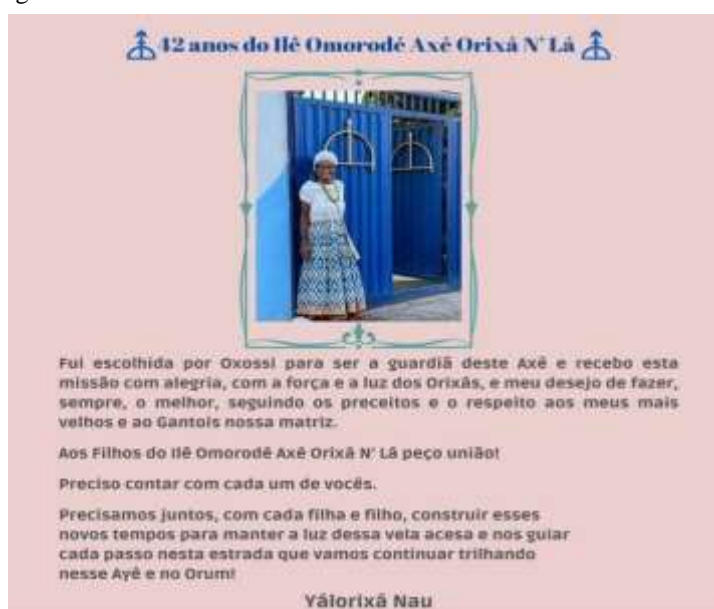 42 anos do Ilê Omorodé Axé Orixá N' Lá
Fui escolhida por Oxossi para ser a guardiã deste Axé e recebo esta
missão com alegria, com a força e a luz dos Orixás, e meu desejo de fazer,
sempre, o melhor, seguindo os preceitos e o respeito aos meus mais
velhos e ao Gantois nossa matriz.
Aos Filhos do Ilê Omorodé Axé Orixá N' Lá peço união!
Preciso contar com cada um de vocês.
Precisamos juntos, com cada filha e filho, construir esses
novos tempos para manter a luz dessa vela acesa e nos guiar
cada passo nesta estrada que vamos continuar trilhando
nesse Ayê e no Orum!
Yálorixá Nau